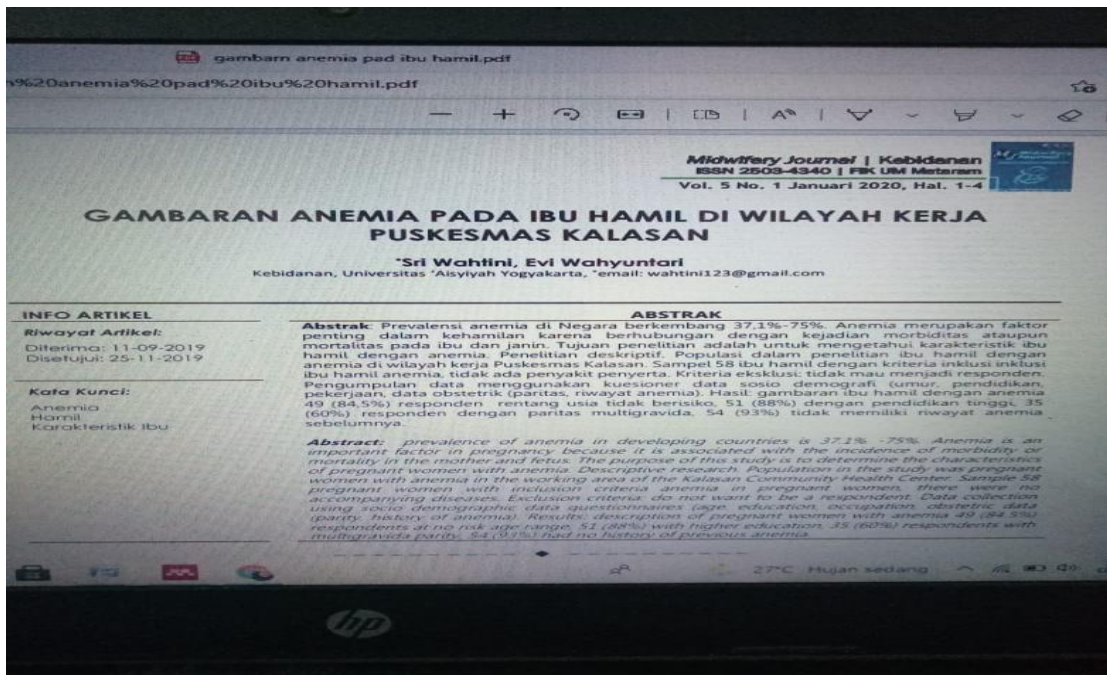 gambarn anemia pad ibu hamil.pdf
%20anemia%20pad%20ibu%20hamil.pdf
Midwifery Journal | Kebidanan
ISSN 2503-4340 | FIK UM Mataram
Vol. 5 No. 1 Januari 2020, Hal. 1-4
GAMBARAN ANEMIA PADA IBU HAMIL DI WILAYAH KERJA
PUSKESMAS KALASAN
*Sri Wahtini, Evi Wahyuntari
Kebidanan, Universitas 'Aisyiyah Yogyakarta, *email: wahtini123@gmail.com
INFO ARTIKEL
Riwayat Artikel:
Diterima: 11-09-2019
Disetujui: 25-11-2019
Kata Kunci:
Anemia
Hamil
Karakteristik Ibu
ABSTRAK
Abstrak: Prevalensi anemia di Negara berkembang 37,1%-75%. Anemia merupakan faktor
penting dalam kehamilan karena berhubungan dengan kejadian morbiditas ataupun
mortalitas pada ibu dan janin. Tujuan penelitian adalah untuk mengetahui karakteristik ibu
hamil dengan anemia. Penelitian deskriptif. Populasi dalam penelitian ibu hamil dengan
anemia di wilayah kerja Puskesmas Kalasan. Sampel 58 ibu hamil dengan kriteria inklusi inklusi
ibu hamil anemia, tidak ada penyakit penyerta. Kriteria eksklusi: tidak mau menjadi responden.
Pengumpulan data menggunakan kuesioner data sosio demografi (umur, pendidikan,
pekerjaan, data obstetrik (paritas, riwayat anemia). Hasil: gambaran ibu hamil dengan anemia
49 (84,5%) responden rentang usia tidak berisiko, 51 (88%) dengan pendidikan tinggi, 35
(60%) responden dengan paritas multigravida, 54 (93%) tidak memiliki riwayat anemia
sebelumnya.
Abstract: prevalence of anemia in developing countries is 37.1% -75%. Anemia is an
important factor in pregnancy because it is associated with the incidence of morbidity or
mortality in the mother and fetus. The purpose of this study is to determine the characteristics
of pregnant women with anemia. Descriptive research. Population in the study was pregnant
women with anemia in the working area of the Kalasan Community Health Center. Sample 58
pregnant women with inclusion criteria anemia in pregnant women, there were no
accompanying diseases. Exclusion criteria: do not want to be a respondent. Data collection
using socio demographic data questionnaires (age, education, occupation, obstetric data
(parity, history of anemia). Results: description of pregnant women with anemia 49 (84.5%)
respondents at no risk age range, 51 (88%) with higher education, 35 (60%) respondents with
multigravida parity, 54 (93%) had no history of previous anemia.
27°C Hujan sedang
hp